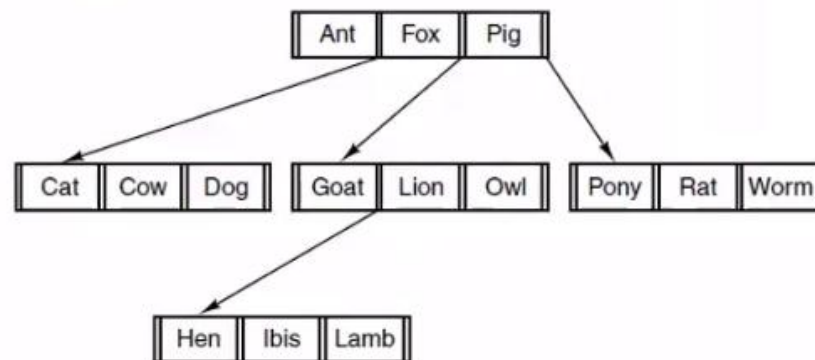 Ant Fox Pig
Cat Cow Dog Goat Lion Owl Pony Rat Worm
Hen Ibis Lamb